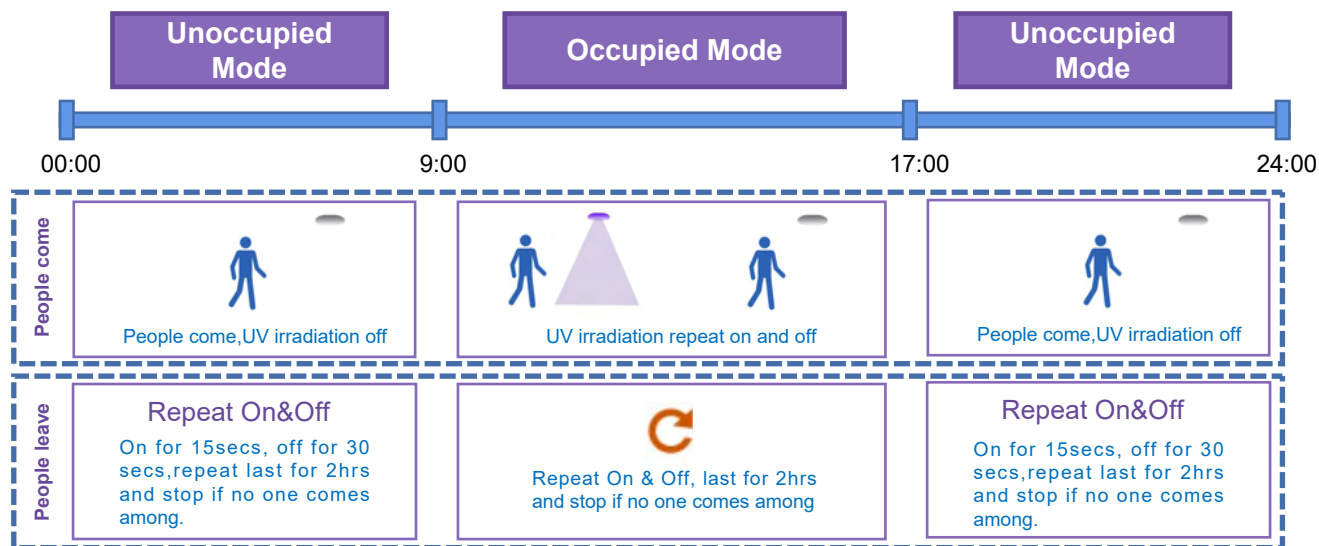 Unoccupied
Mode
Occupied Mode
Unoccupied
Mode
00:00
9:00
17:00
24:00
People come
People come,UV irradiation off
UV irradiation repeat on and off
People come,UV irradiation off
People leave
Repeat On&Off
On for 15secs, off for 30
secs,repeat last for 2hrs
and stop if no one comes
among.
Repeat On & Off, last for 2hrs
and stop if no one comes among
Repeat On&Off
On for 15secs, off for 30
secs,repeat last for 2hrs
and stop if no one comes
among.